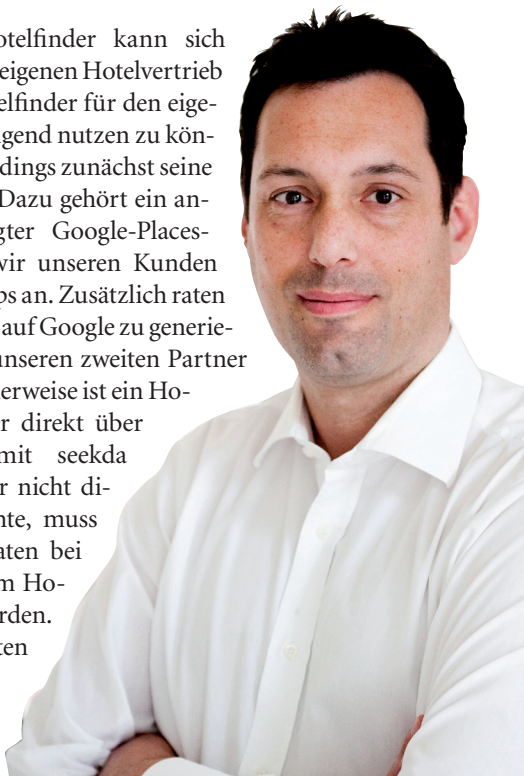 otelfinder kann sich
eigenen Hotelvertrieb
elfinder für den eige-
gend nutzen zu kön-
dings zunächst seine
Dazu gehört ein an-
gter Google-Places-
wir unseren Kunden
ps an. Zusätzlich raten
auf Google zu generie-
unseren zweiten Partner
erweise ist ein Ho-
r direkt über
mit seekda
r nicht di-
nte, muss
aten bei
m Ho-
rden.
ten